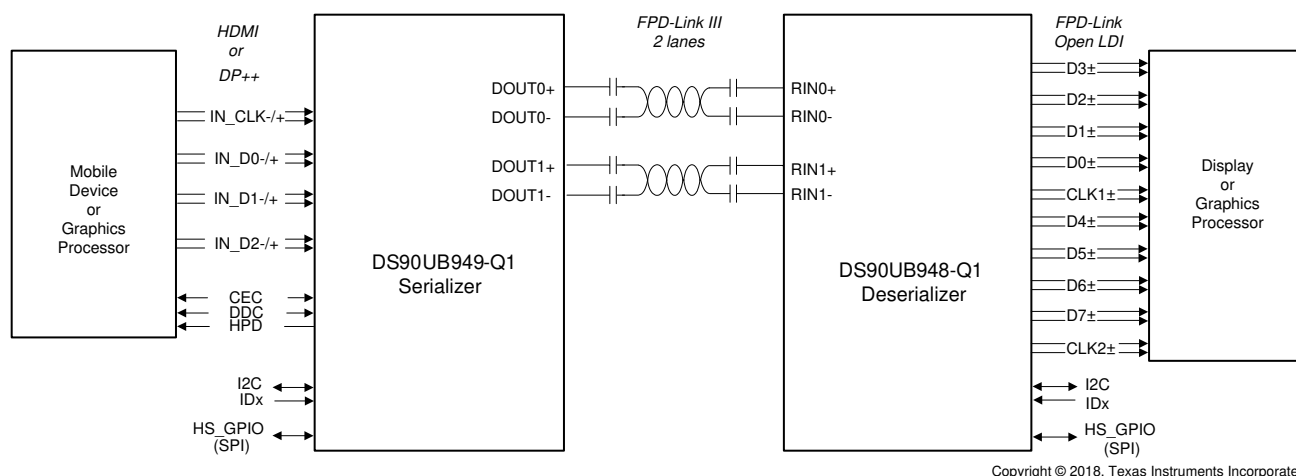 HDMI
or
DP++
FPD-Link III
2 lanes
FPD-Link
Open LDI
Mobile
Device
or
Graphics
Processor
IN_CLK-/+
IN_D0-/+
IN_D1-/+
IN_D2-/+
CEC
DDC
HPD
I2C
IDx
HS_GPIO
(SPI)
DOUT0+
DOUT0-
DOUT1+
DOUT1-
DS90UB949-Q1
Serializer
RIN0+
RIN0-
RIN1+
RIN1-
DS90UB948-Q1
Deserializer
D3±
D2±
D1±
D0±
CLK1±
D4±
D5±
D6±
D7±
CLK2±
I2C
IDx
HS_GPIO
(SPI)
Display
or
Graphics
Processor
Copyright © 2018, Texas Instruments Incorporate